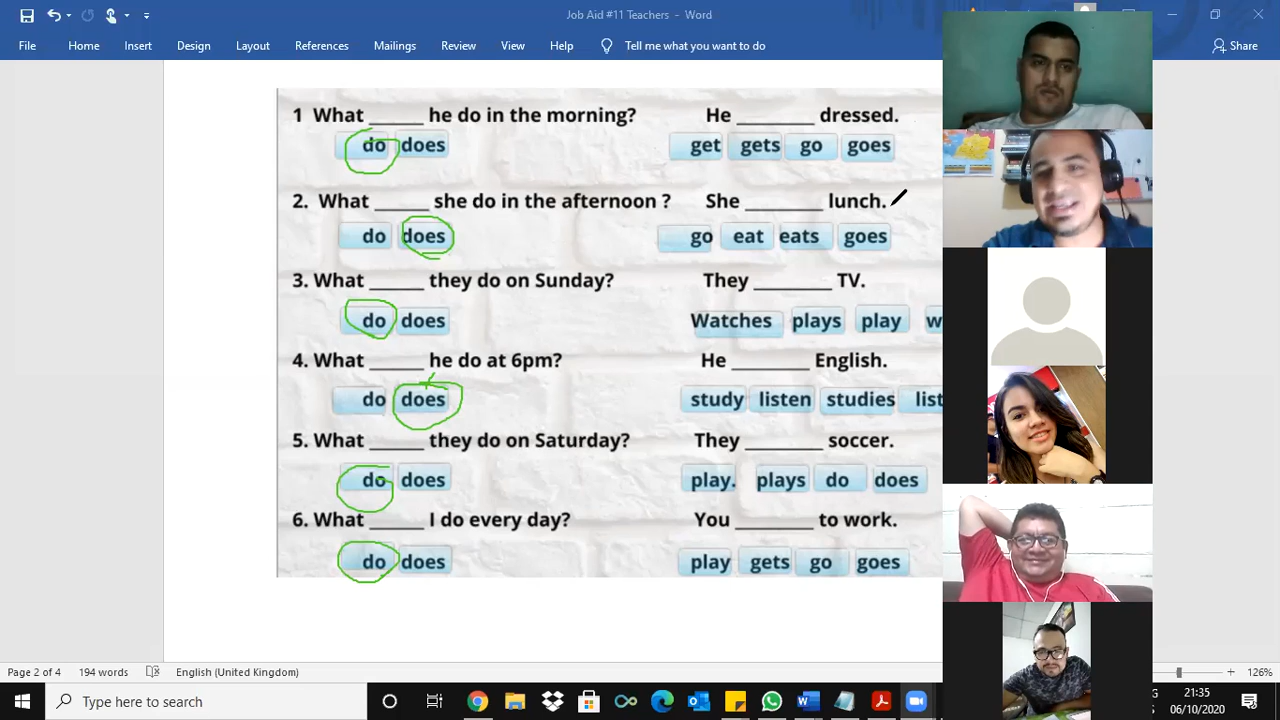 Job Aid #11 Teachers - Word
File Home Insert Design Layout References Mailings Review View Help Tell me what you want to do Share
1 What ______ he do in the morning? He ________ dressed.
do does get gets go goes
2. What ______ she do in the afternoon ? She ________ lunch.
do does go eat eats goes
3. What ______ they do on Sunday? They ________ TV.
do does Watches plays play w
4. What ______ he do at 6pm? He ________ English.
do does study listen studies list
5. What ______ they do on Saturday? They ________ soccer.
do does play. plays do does
6. What ______ I do every day? You ________ to work.
do does play gets go goes
Page 2 of 4 194 words English (United Kingdom) 126%
Type here to search G 21:35
S 06/10/2020